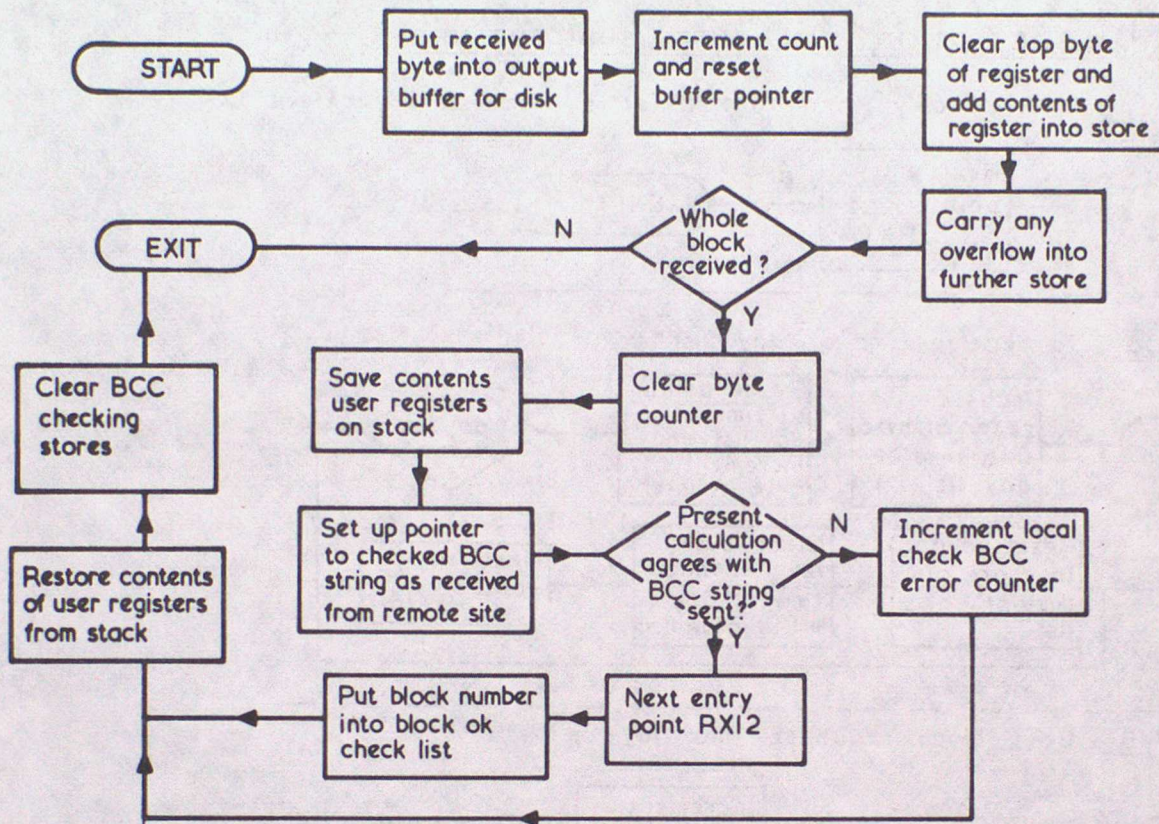 START
Put received
byte into output
buffer for disk
Increment count
and reset
buffer pointer
Clear top byte
of register and
add contents of
register into store
Carry any
overflow into
further store
Whole
block
received?
N
EXIT
Y
Clear byte
counter
Save contents
user registers
on stack
Set up pointer
to checked BCC
string as received
from remote site
Present
calculation
agrees with
BCC string
"sent?"
N
Increment local
check BCC
error counter
Y
Next entry
point RX12
Put block number
into block ok
check list
Restore contents
of user registers
from stack
Clear BCC
checking
stores